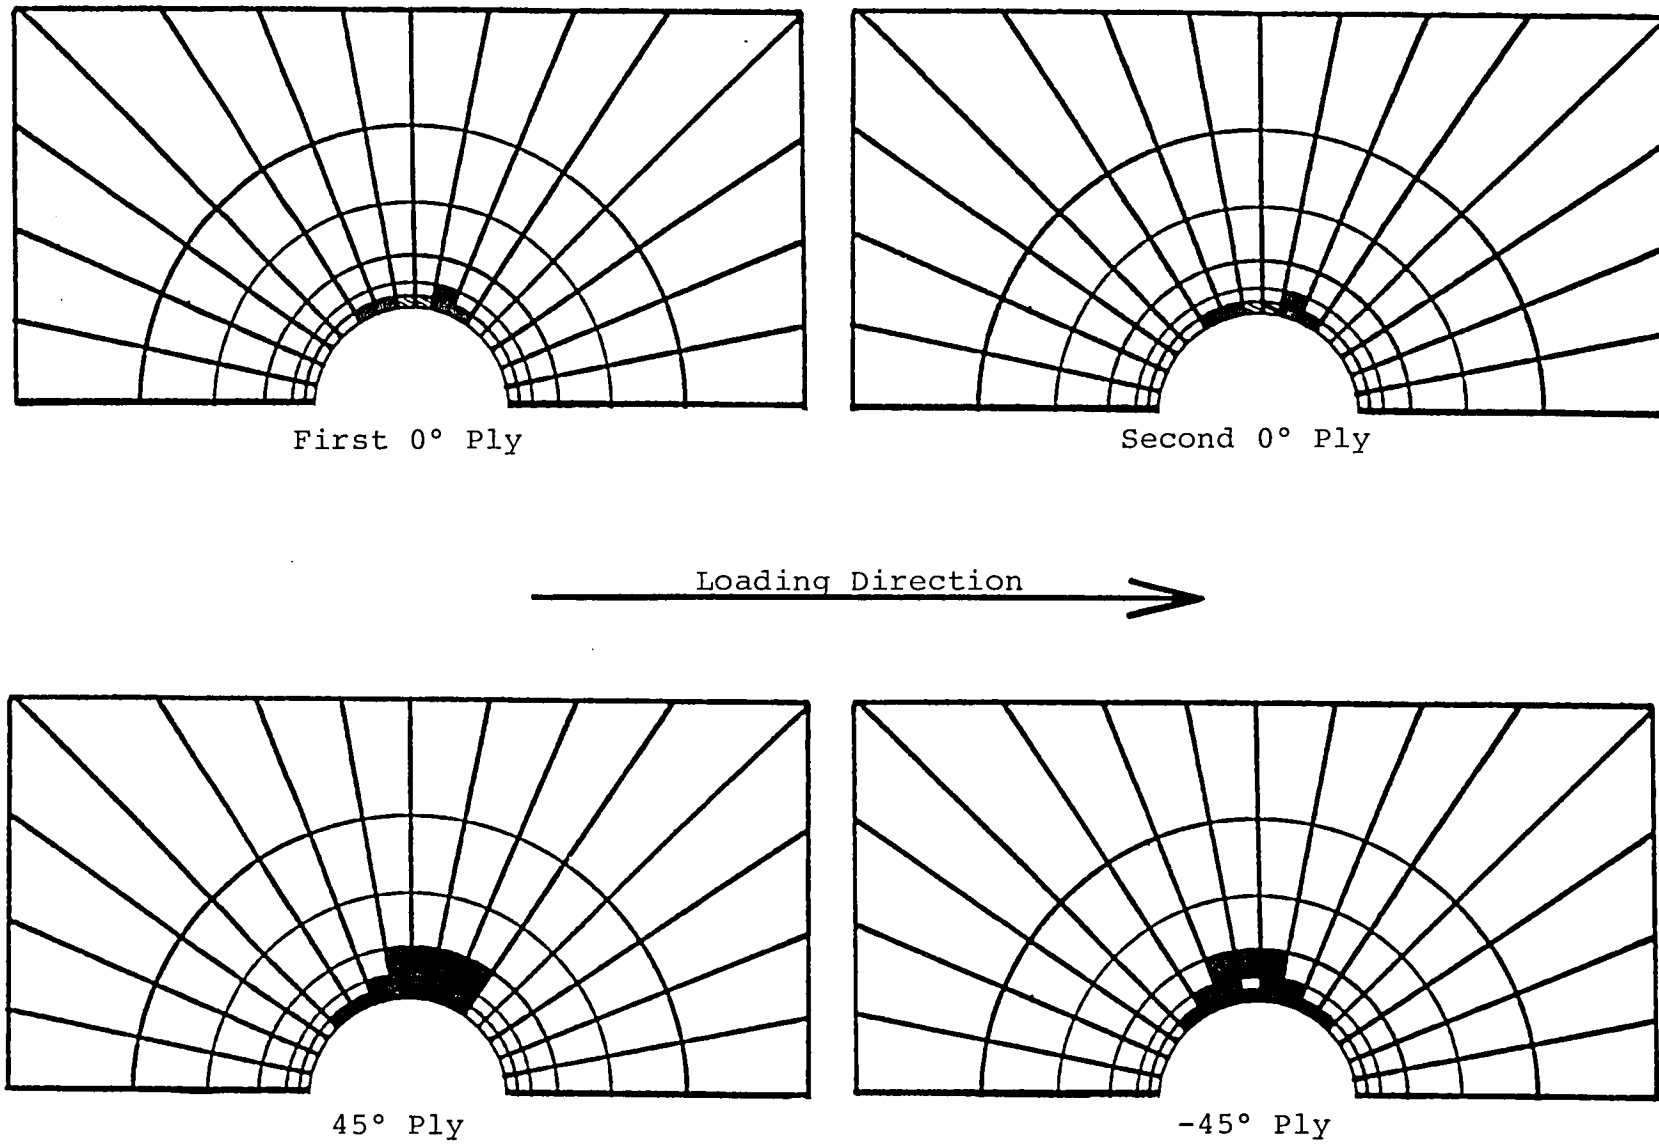 First 0° Ply
Second 0° Ply
Loading Direction
45° Ply
-45° Ply